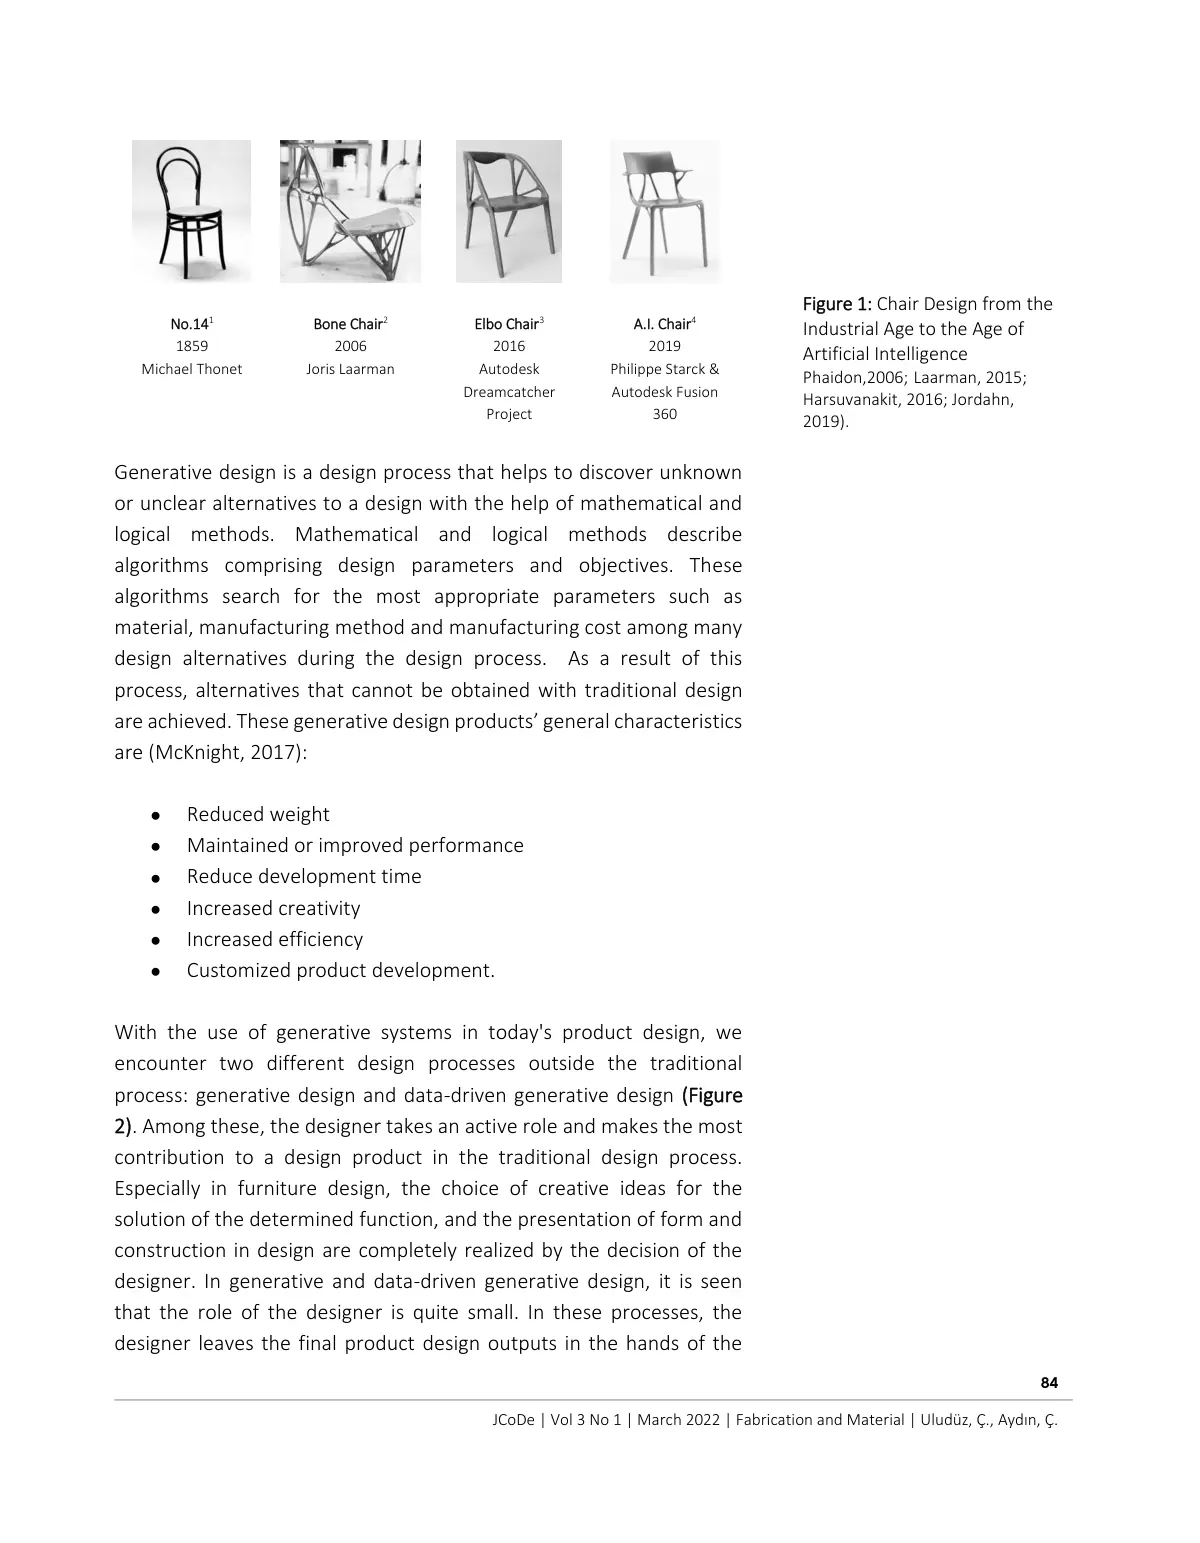 No.14¹
1859
Michael Thonet
Bone Chair²
2006
Joris Laarman
Elbo Chair³
2016
Autodesk
Dreamcatcher
Project
A.I. Chair⁴
2019
Philippe Starck &
Autodesk Fusion
360
Figure 1: Chair Design from the
Industrial Age to the Age of
Artificial Intelligence
Phaidon,2006; Laarman, 2015;
Harsuvanakit, 2016; Jordahn,
2019).
Generative design is a design process that helps to discover unknown
or unclear alternatives to a design with the help of mathematical and
logical methods. Mathematical and logical methods describe
algorithms comprising design parameters and objectives. These
algorithms search for the most appropriate parameters such as
material, manufacturing method and manufacturing cost among many
design alternatives during the design process. As a result of this
process, alternatives that cannot be obtained with traditional design
are achieved. These generative design products’ general characteristics
are (McKnight, 2017):
● Reduced weight
● Maintained or improved performance
● Reduce development time
● Increased creativity
● Increased efficiency
● Customized product development.
With the use of generative systems in today's product design, we
encounter two different design processes outside the traditional
process: generative design and data-driven generative design (Figure
2). Among these, the designer takes an active role and makes the most
contribution to a design product in the traditional design process.
Especially in furniture design, the choice of creative ideas for the
solution of the determined function, and the presentation of form and
construction in design are completely realized by the decision of the
designer. In generative and data-driven generative design, it is seen
that the role of the designer is quite small. In these processes, the
designer leaves the final product design outputs in the hands of the
84
JCoDe | Vol 3 No 1 | March 2022 | Fabrication and Material | Uludüz, Ç., Aydın, Ç.